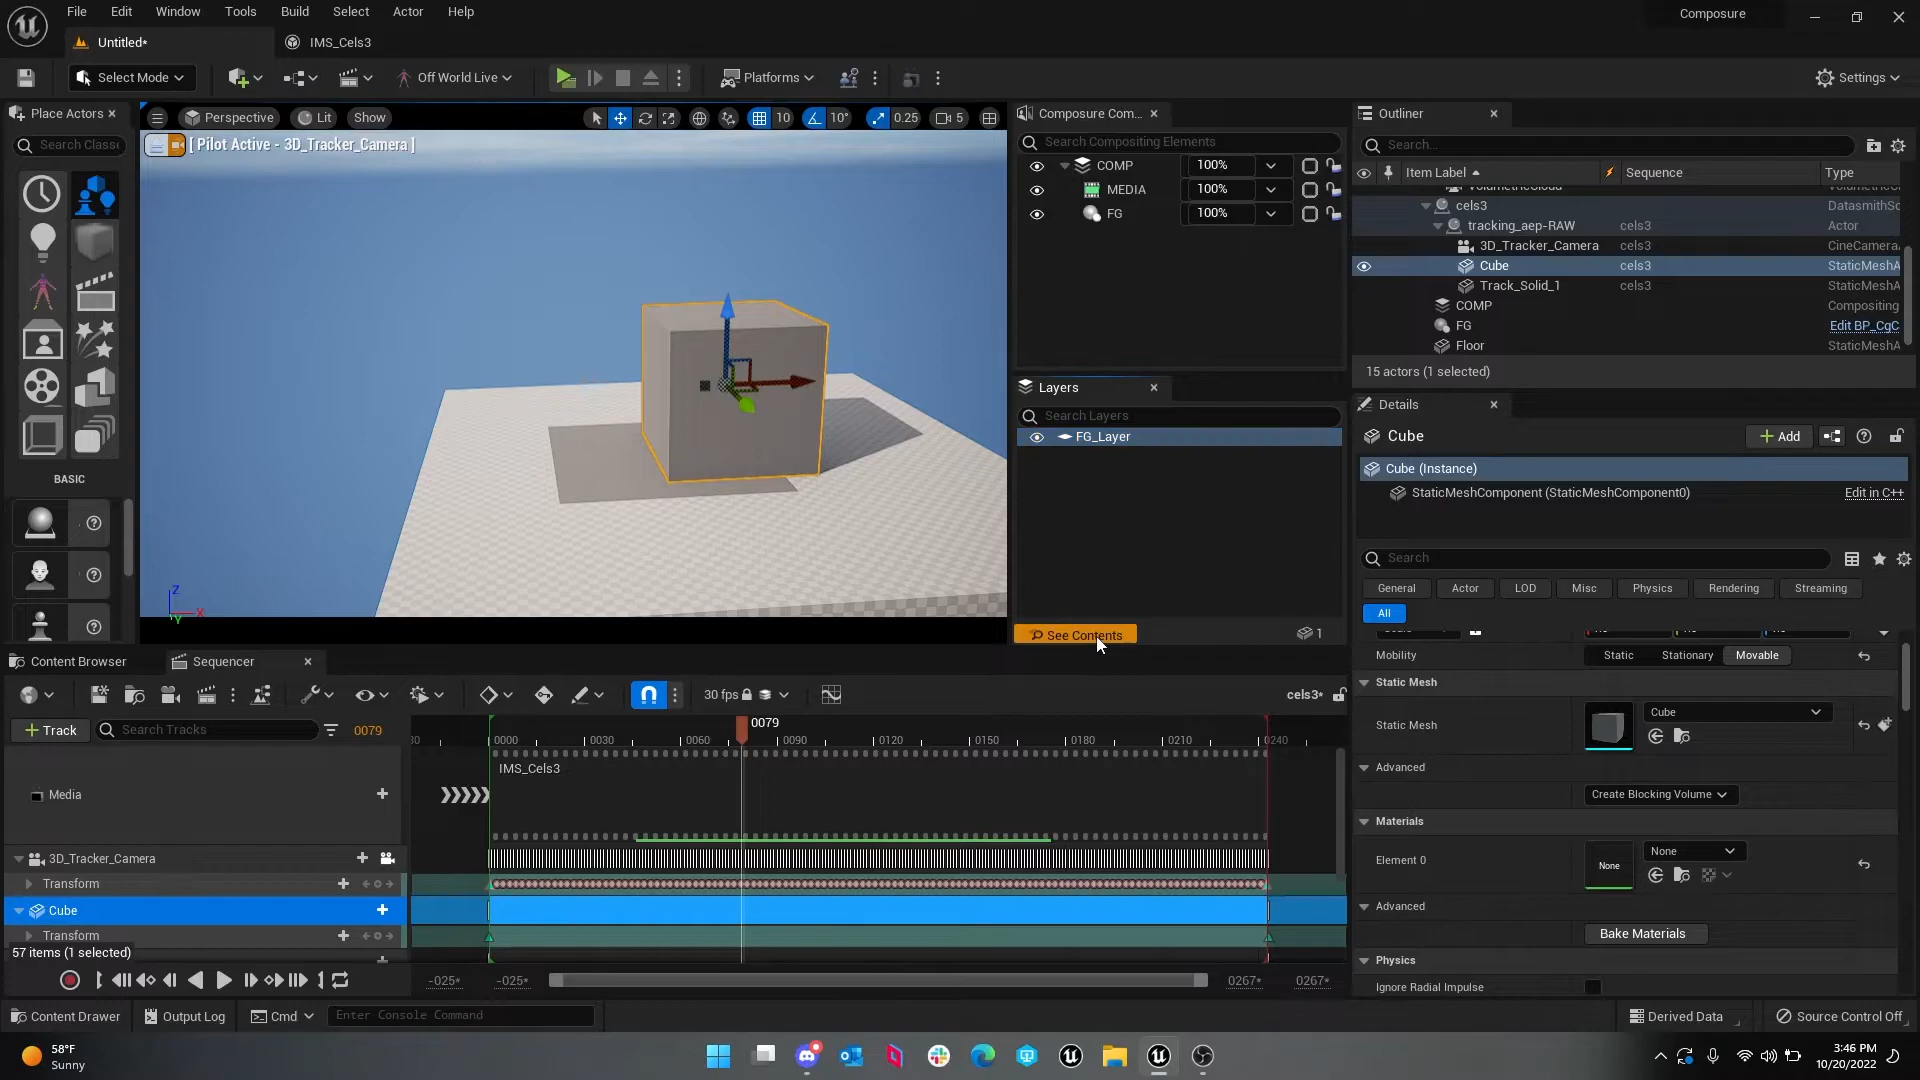 File Edit Window Tools Build Select Actor Help Composure
Untitled* IMS_Cels3
Select Mode Off World Live Platforms Settings
Place Actors Composure Com... Outliner
Search Classe
Perspective Lit Show 10 10° 0.25 5
Search Compositing Elements
Search...
[ Pilot Active - 3D_Tracker_Camera ]
COMP 100%
MEDIA 100%
FG 100%
Item Label Sequence Type
VolumetricCloud
cels3 DatasmithSc
tracking_aep-RAW cels3 Actor
3D_Tracker_Camera cels3 CineCamera
Cube cels3 StaticMeshA
Track_Solid_1 cels3 StaticMeshA
COMP Compositing
FG Edit BP_CgC
Floor StaticMeshA
15 actors (1 selected)
Layers
Search Layers
FG_Layer
See Contents 1
Details
Cube Add
Cube (Instance)
StaticMeshComponent (StaticMeshComponent0) Edit in C++
Search
General Actor LOD Misc Physics Rendering Streaming
All
Mobility Static Stationary Movable
Static Mesh
Static Mesh Cube
Advanced
Create Blocking Volume
Materials
Element 0 None None
Advanced
Bake Materials
Physics
Ignore Radial Impulse
BASIC
Z
X
Y
Content Browser Sequencer
30 fps cels3*
Track Search Tracks 0079
0079
30 0000 0030 0060 0090 0120 0150 0180 0210 0240
IMS_Cels3
Media
3D_Tracker_Camera
Transform
Cube
Transform
57 items (1 selected)
-025* -025* 0267* 0267*
Content Drawer Output Log Cmd Enter Console Command Derived Data Source Control Off
58°F
Sunny
3:46 PM
10/20/2022